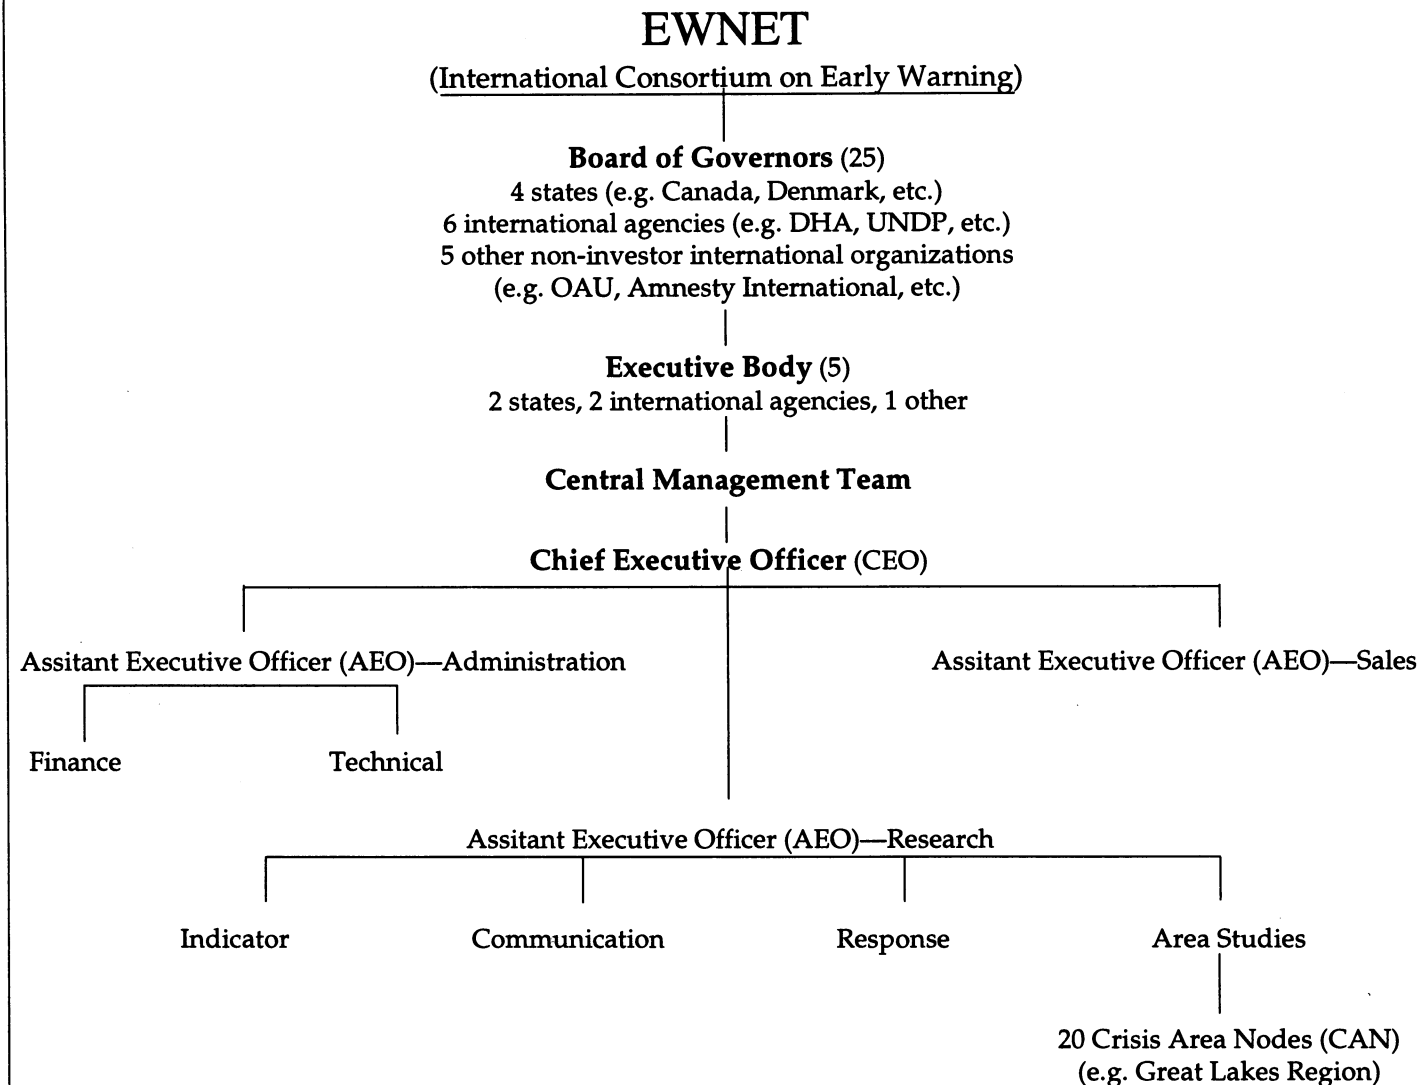 EWNET
(International Consortium on Early Warning)
Board of Governors (25)
4 states (e.g. Canada, Denmark, etc.)
6 international agencies (e.g. DHA, UNDP, etc.)
5 other non-investor international organizations
(e.g. OAU, Amnesty International, etc.)
Executive Body (5)
2 states, 2 international agencies, 1 other
Central Management Team
Chief Executive Officer (CEO)
Assitant Executive Officer (AEO)—Administration
Assitant Executive Officer (AEO)—Sales
Finance
Technical
Assitant Executive Officer (AEO)—Research
Indicator
Communication
Response
Area Studies
20 Crisis Area Nodes (CAN)
(e.g. Great Lakes Region)